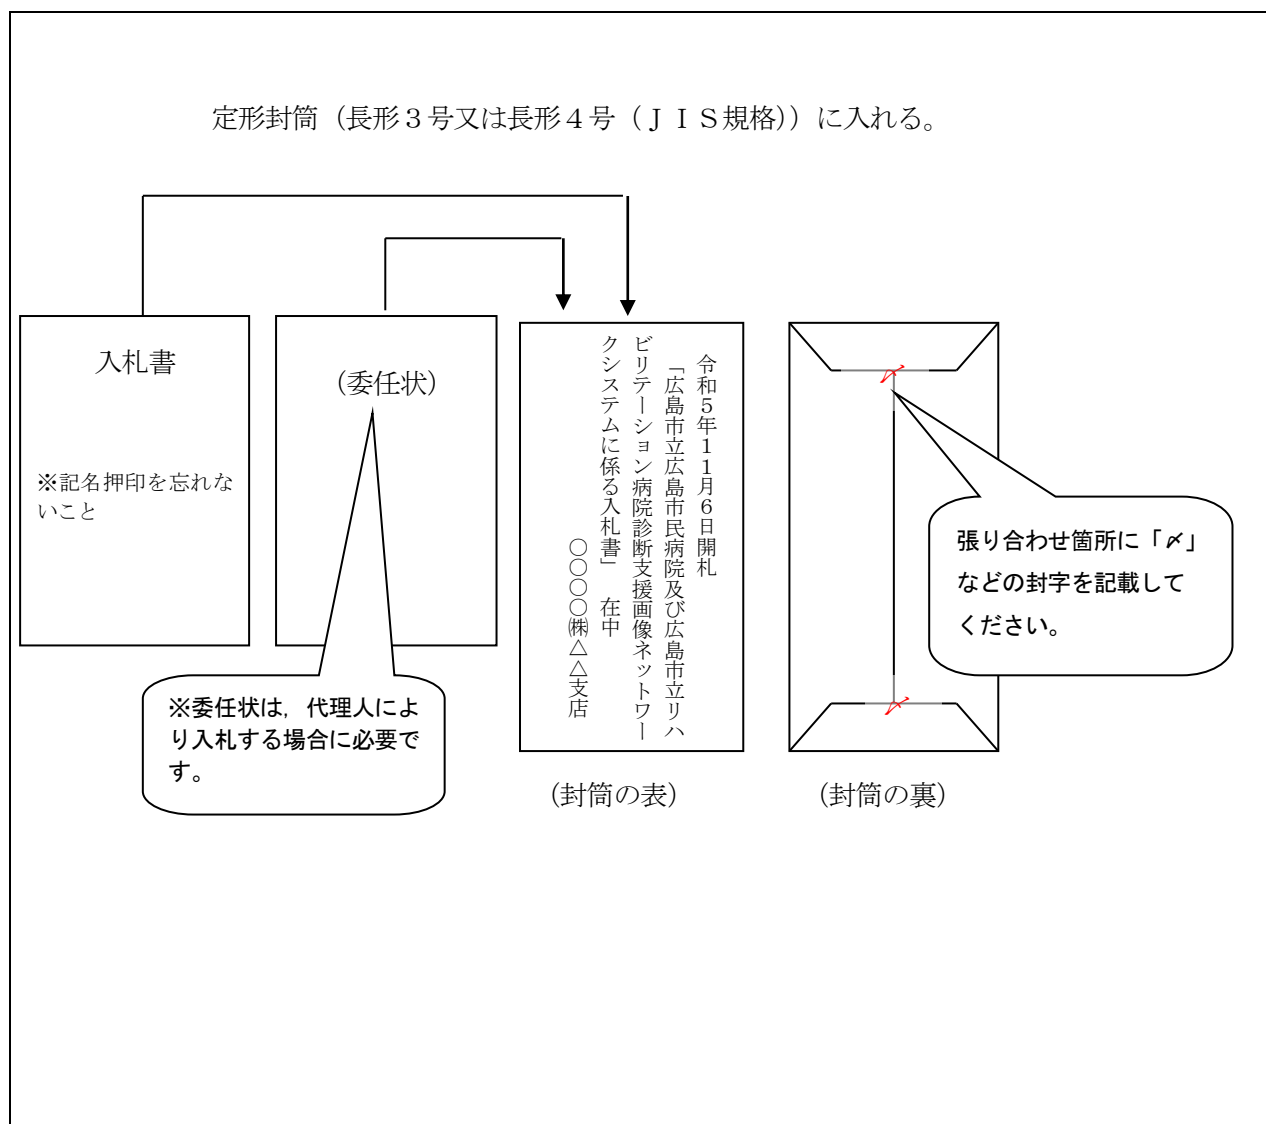 定形封筒（長形３号又は長形４号（ＪＩＳ規格））に入れる。
入札書
※記名押印を忘れな
いこと
（委任状）
※委任状は，代理人によ
り入札する場合に必要で
す。
令和５年１１月６日開札
「広島市立広島市民病院及び広島市立リハ
ビリテーション病院診断支援画像ネットワー
クシステムに係る入札書」　在中
○○○○㈱△△支店
（封筒の表）
〆
〆
張り合わせ箇所に「〆」
などの封字を記載して
ください。
（封筒の裏）